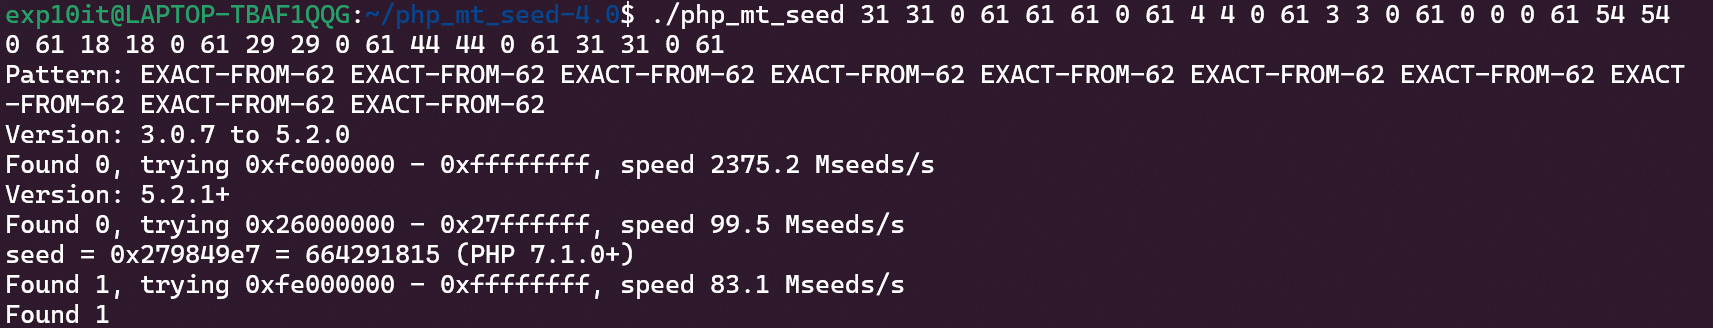 exp10it@LAPTOP-TBAF1QQG:~/php_mt_seed-4.0$ ./php_mt_seed 31 31 0 61 61 61 0 61 4 4 0 61 3 3 0 61 0 0 0 61 54 54
0 61 18 18 0 61 29 29 0 61 44 44 0 61 31 31 0 61
Pattern: EXACT-FROM-62 EXACT-FROM-62 EXACT-FROM-62 EXACT-FROM-62 EXACT-FROM-62 EXACT-FROM-62 EXACT-FROM-62 EXACT
-FROM-62 EXACT-FROM-62 EXACT-FROM-62
Version: 3.0.7 to 5.2.0
Found 0, trying 0xfc000000 - 0xffffffff, speed 2375.2 Mseeds/s
Version: 5.2.1+
Found 0, trying 0x26000000 - 0x27ffffff, speed 99.5 Mseeds/s
seed = 0x279849e7 = 664291815 (PHP 7.1.0+)
Found 1, trying 0xfe000000 - 0xffffffff, speed 83.1 Mseeds/s
Found 1